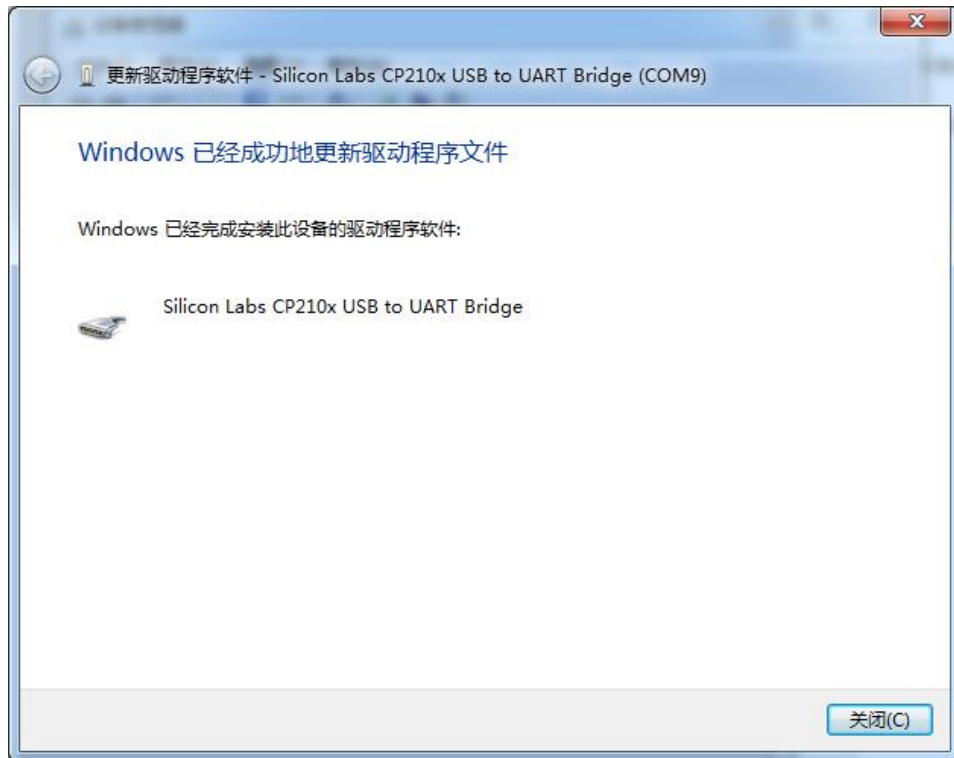 更新驱动程序软件 - Silicon Labs CP210x USB to UART Bridge (COM9)
Windows 已经成功地更新驱动程序文件
Windows 已经完成安装此设备的驱动程序软件:
Silicon Labs CP210x USB to UART Bridge
关闭(C)